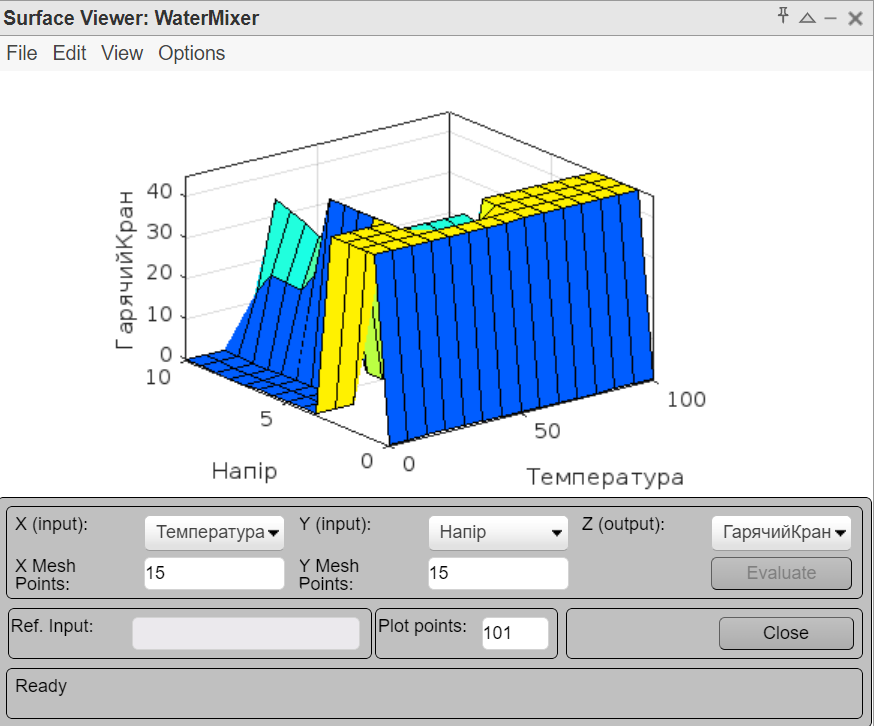 Surface Viewer: WaterMixer
File Edit View Options
ГарячийКран
40
30
20
10
0
10
5
0
Напір
0
50
100
Температура
X (input): Температура Y (input): Напір Z (output): ГарячийКран
X Mesh Points: 15 Y Mesh Points: 15 Evaluate
Ref. Input: Plot points: 101 Close
Ready